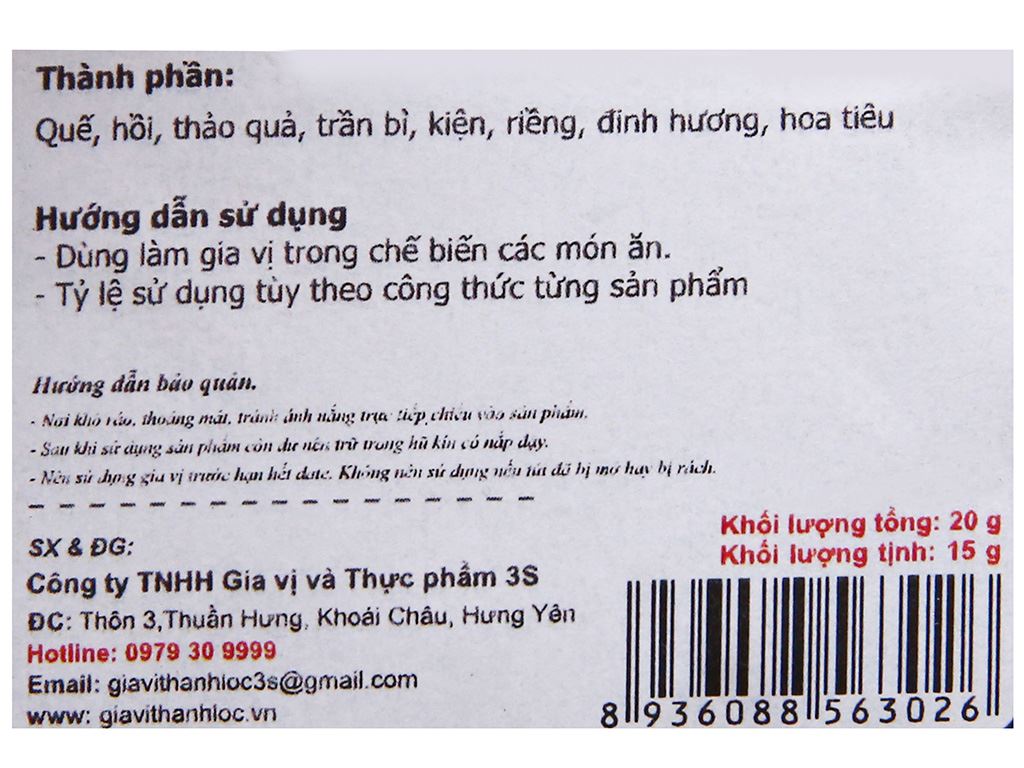 Thành phần:
Quế, hồi, thảo quả, trần bì, kiện, riềng, đinh hương, hoa tiêu
Hướng dẫn sử dụng
- Dùng làm gia vị trong chế biến các món ăn.
- Tỷ lệ sử dụng tùy theo công thức từng sản phẩm
Hướng dẫn bảo quản.
- Nơi khô ráo, thoáng mát, tránh ánh nắng trực tiếp chiếu vào sản phẩm.
- Sau khi sử dụng sản phẩm còn dư nên trữ trong hũ kín có nắp đậy.
- Nên sử dụng gia vị trước hạn hết date. Không nên sử dụng nếu túi đã bị mở hay bị rách.
SX & ĐG:
Công ty TNHH Gia vị và Thực phẩm 3S
ĐC: Thôn 3,Thuần Hưng, Khoái Châu, Hưng Yên
Hotline: 0979 30 9999
Email: giavithanhloc3s@gmail.com
www: giavithanhloc.vn
Khối lượng tổng: 20 g
Khối lượng tịnh: 15 g
8 936088 563026